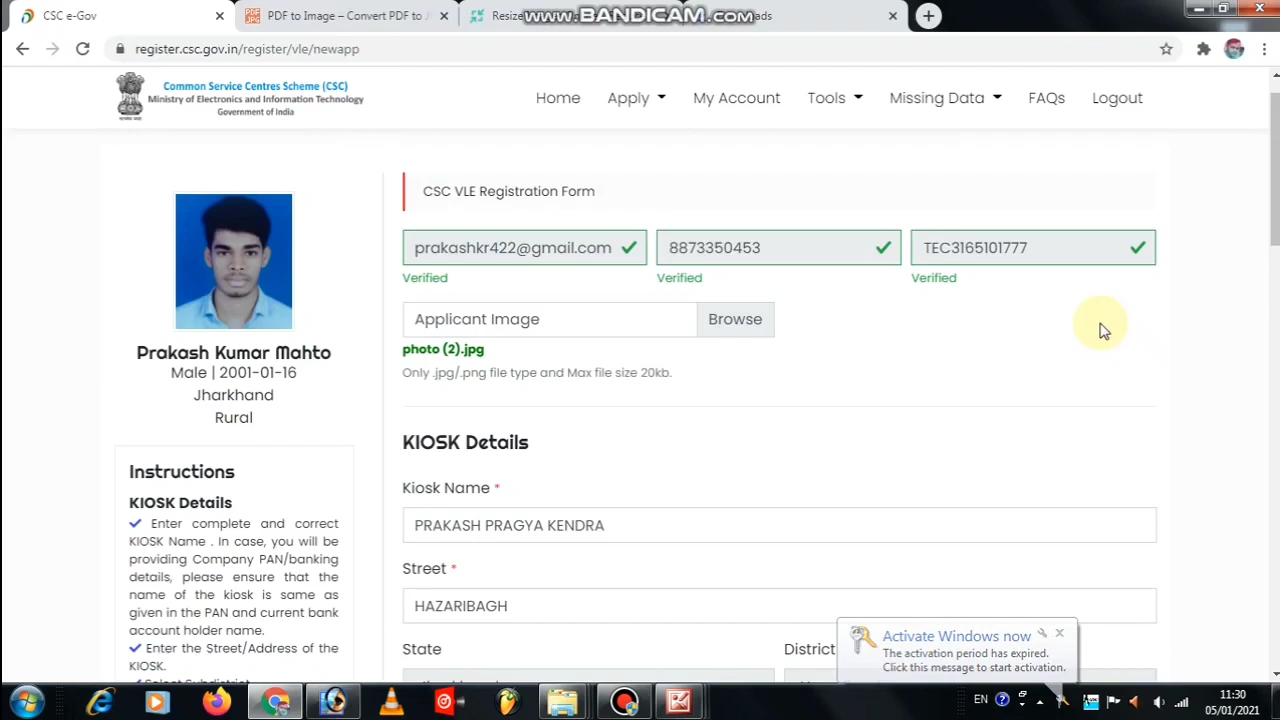 CSC e-Gov
PDF to Image – Convert PDF to J
Resize
www.BANDICAM.com
ads
register.csc.gov.in/register/vle/newapp
Common Service Centres Scheme (CSC)
Ministry of Electronics and Information Technology
Government of India
Home Apply My Account Tools Missing Data FAQs Logout
CSC VLE Registration Form
prakashkr422@gmail.com 8873350453 TEC3165101777
Verified Verified Verified
Applicant Image Browse
photo (2).jpg
Only .jpg/.png file type and Max file size 20kb.
Prakash Kumar Mahto
Male | 2001-01-16
Jharkhand
Rural
Instructions
KIOSK Details
Enter complete and correct
KIOSK Name . In case, you will be
providing Company PAN/banking
details, please ensure that the
name of the kiosk is same as
given in the PAN and current bank
account holder name.
Enter the Street/Address of the
KIOSK.
KIOSK Details
Kiosk Name *
PRAKASH PRAGYA KENDRA
Street *
HAZARIBAGH
State District
Activate Windows now
The activation period has expired.
Click this message to start activation.
EN
11:30
05/01/2021